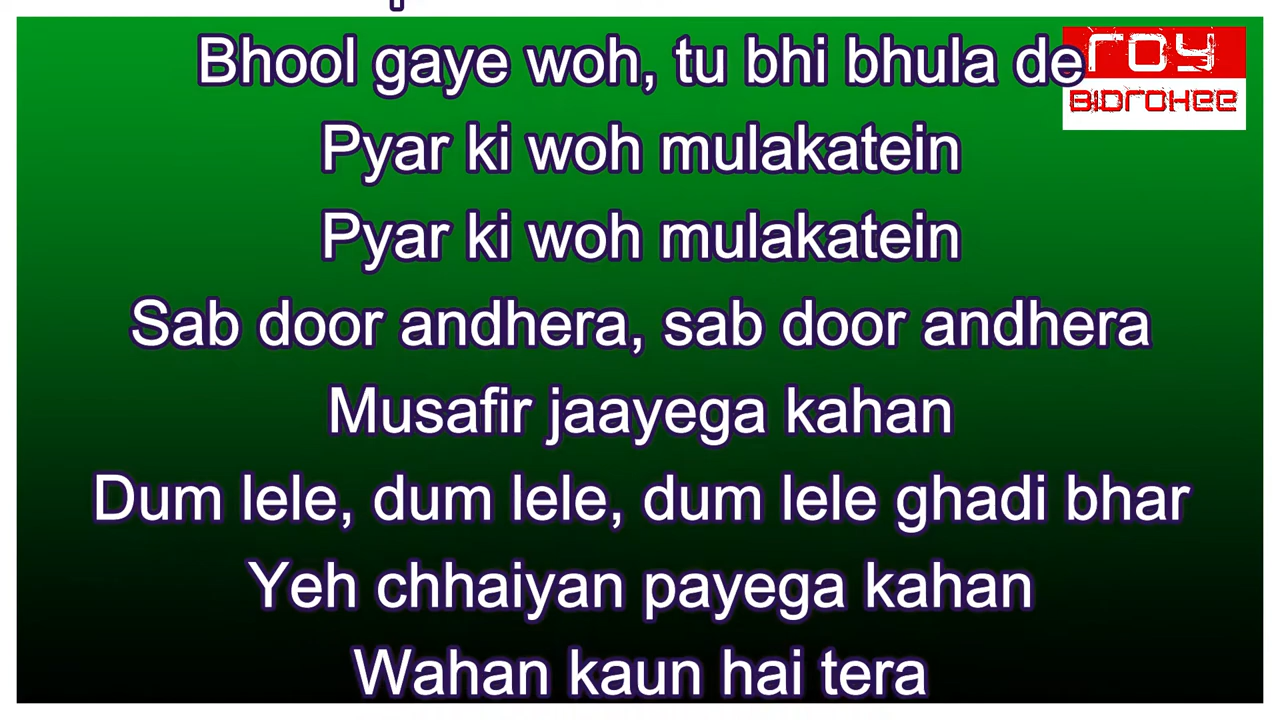 Bhool gaye woh, tu bhi bhula de
ROY
BIDROHEE
Pyar ki woh mulakatein
Pyar ki woh mulakatein
Sab door andhera, sab door andhera
Musafir jaayega kahan
Dum lele, dum lele, dum lele ghadi bhar
Yeh chhaiyan payega kahan
Wahan kaun hai tera